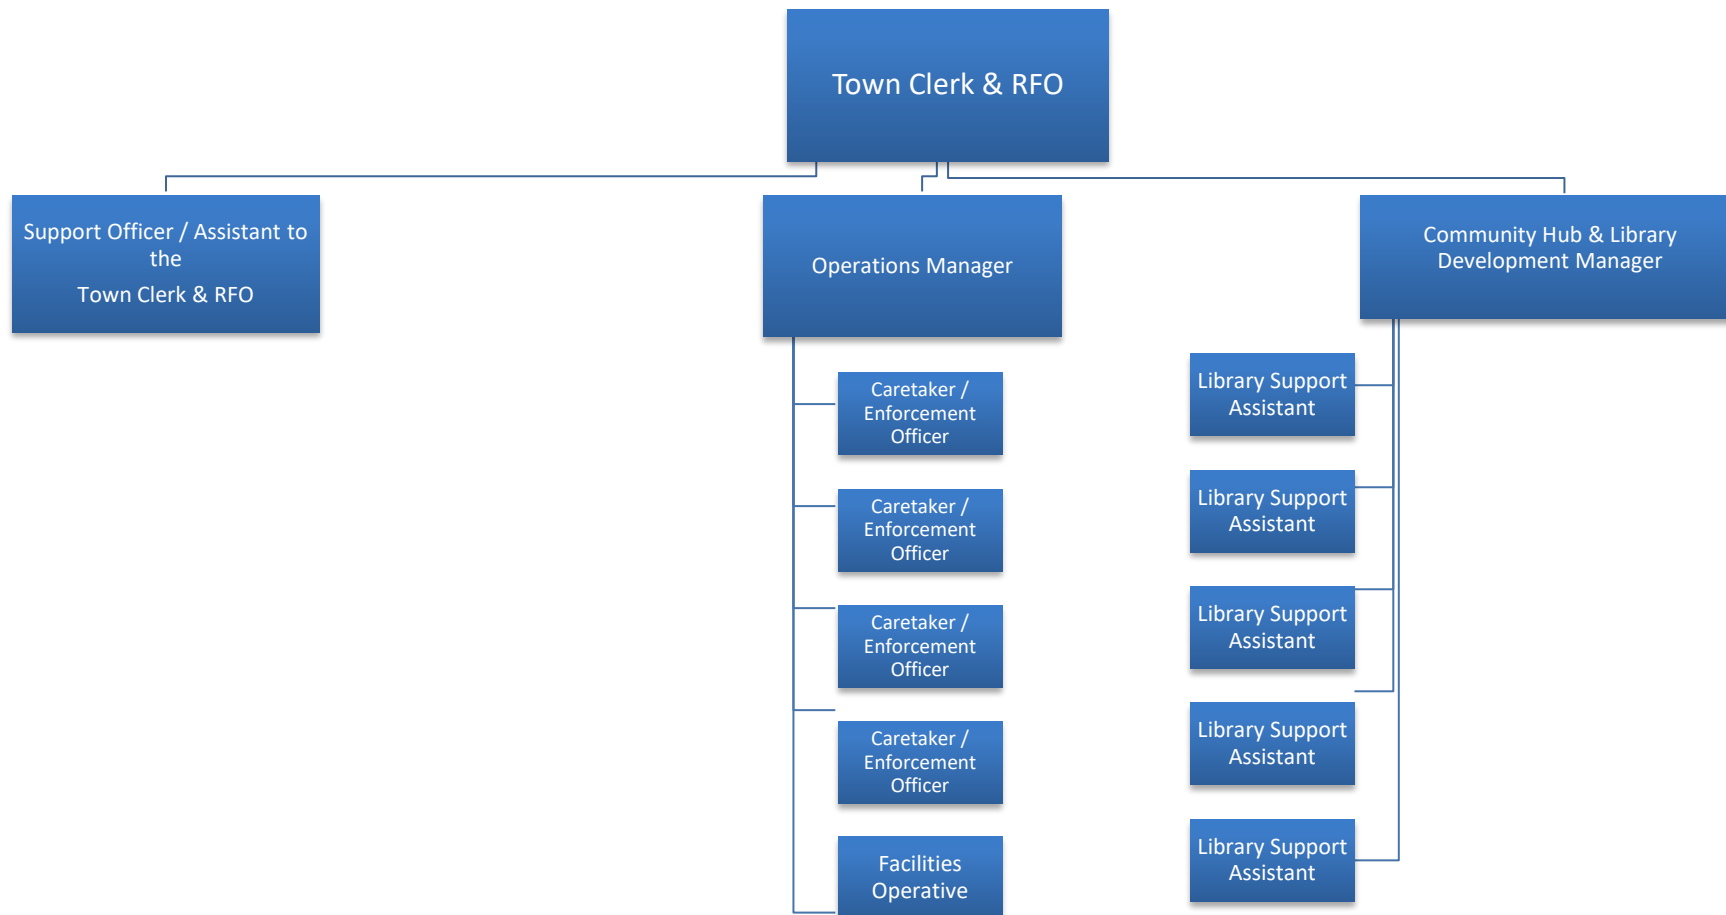 Town Clerk & RFO
Support Officer / Assistant to
the
Town Clerk & RFO
Operations Manager
Community Hub & Library
Development Manager
Caretaker /
Enforcement
Officer
Caretaker /
Enforcement
Officer
Caretaker /
Enforcement
Officer
Caretaker /
Enforcement
Officer
Facilities
Operative
Library Support
Assistant
Library Support
Assistant
Library Support
Assistant
Library Support
Assistant
Library Support
Assistant